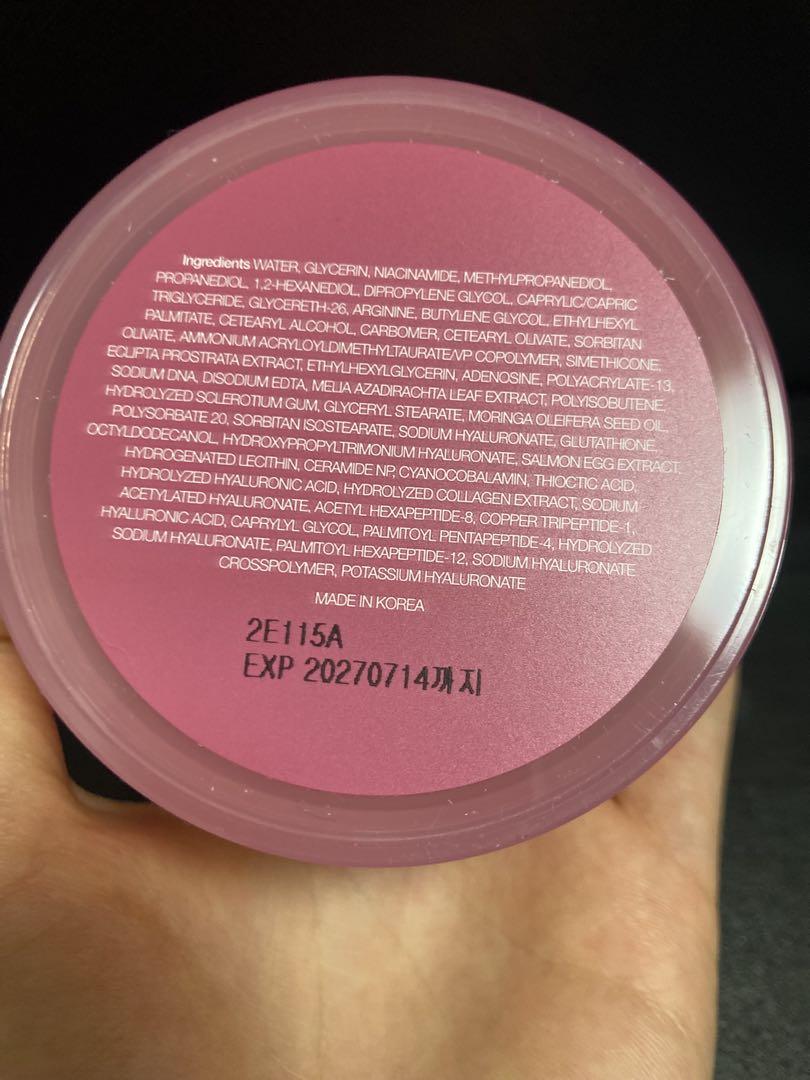 Ingredients WATER, GLYCERIN, NIACINAMIDE, METHYLPROPANEDIOL,
PROPANEDIOL, 1,2-HEXANEDIOL, DIPROPYLENE GLYCOL, CAPRYLIC/CAPRIC
TRIGLYCERIDE, GLYCERETH-26, ARGININE, BUTYLENE GLYCOL, ETHYLHEXYL
PALMITATE, CETEARYL ALCOHOL, CARBOMER, CETEARYL OLIVATE, SORBITAN
OLIVATE, AMMONIUM ACRYLOYLDIMETHYLTAURATE/VP COPOLYMER, SIMETHICONE,
ECLIPTA PROSTRATA EXTRACT, ETHYLHEXYLGLYCERIN, ADENOSINE, POLYACRYLATE-13,
SODIUM DNA, DISODIUM EDTA, MELIA AZADIRACHTA LEAF EXTRACT, POLYISOBUTENE,
HYDROLYZED SCLEROTIUM GUM, GLYCERYL STEARATE, MORINGA OLEIFERA SEED OIL,
POLYSORBATE 20, SORBITAN ISOSTEARATE, SODIUM HYALURONATE, GLUTATHIONE,
OCTYLDODECANOL, HYDROXYPROPYLTRIMONIUM HYALURONATE, SALMON EGG EXTRACT,
HYDROGENATED LECITHIN, CERAMIDE NP, CYANOCOBALAMIN, THIOCTIC ACID,
HYDROLYZED HYALURONIC ACID, HYDROLYZED COLLAGEN EXTRACT, SODIUM
ACETYLATED HYALURONATE, ACETYL HEXAPEPTIDE-8, COPPER TRIPEPTIDE-1,
HYALURONIC ACID, CAPRYLYL GLYCOL, PALMITOYL PENTAPEPTIDE-4, HYDROLYZED
SODIUM HYALURONATE, PALMITOYL HEXAPEPTIDE-12, SODIUM HYALURONATE
CROSSPOLYMER, POTASSIUM HYALURONATE
MADE IN KOREA
2E115A
EXP 20270714까지